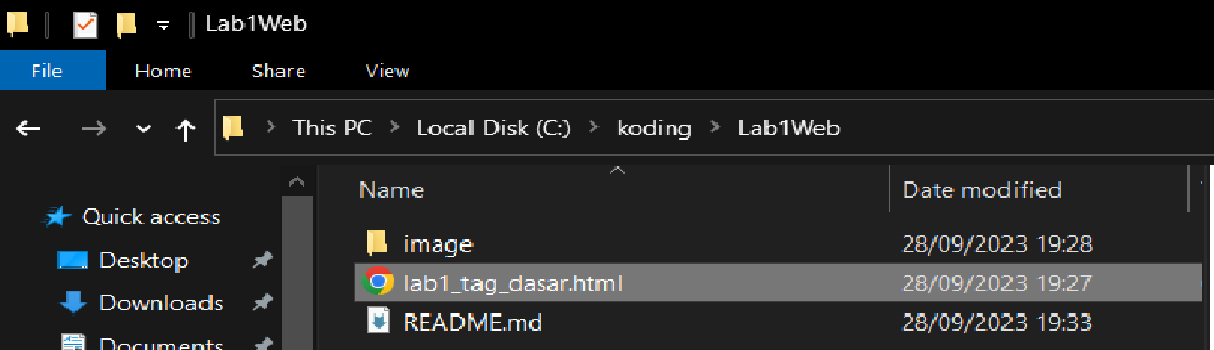 Lab1Web
File Home Share View
This PC > Local Disk (C:) > koding > Lab1Web
Name Date modified
Quick access
Desktop
Downloads
Documents
image 28/09/2023 19:28
lab1_tag_dasar.html 28/09/2023 19:27
README.md 28/09/2023 19:33